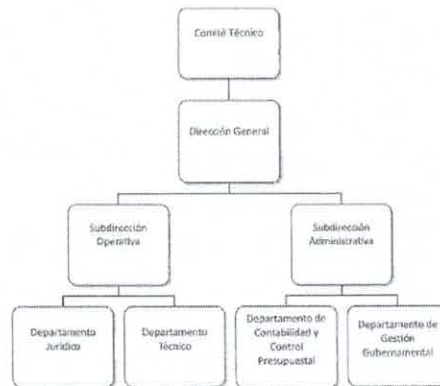 Comité Técnico
Dirección General
Subdirección
Operativa
Subdirección
Administrativa
Departamento
Jurídico
Departamento
Técnico
Departamento de
Contabilidad y
Control
Presupuestal
Departamento de
Gestión
Gubernamental